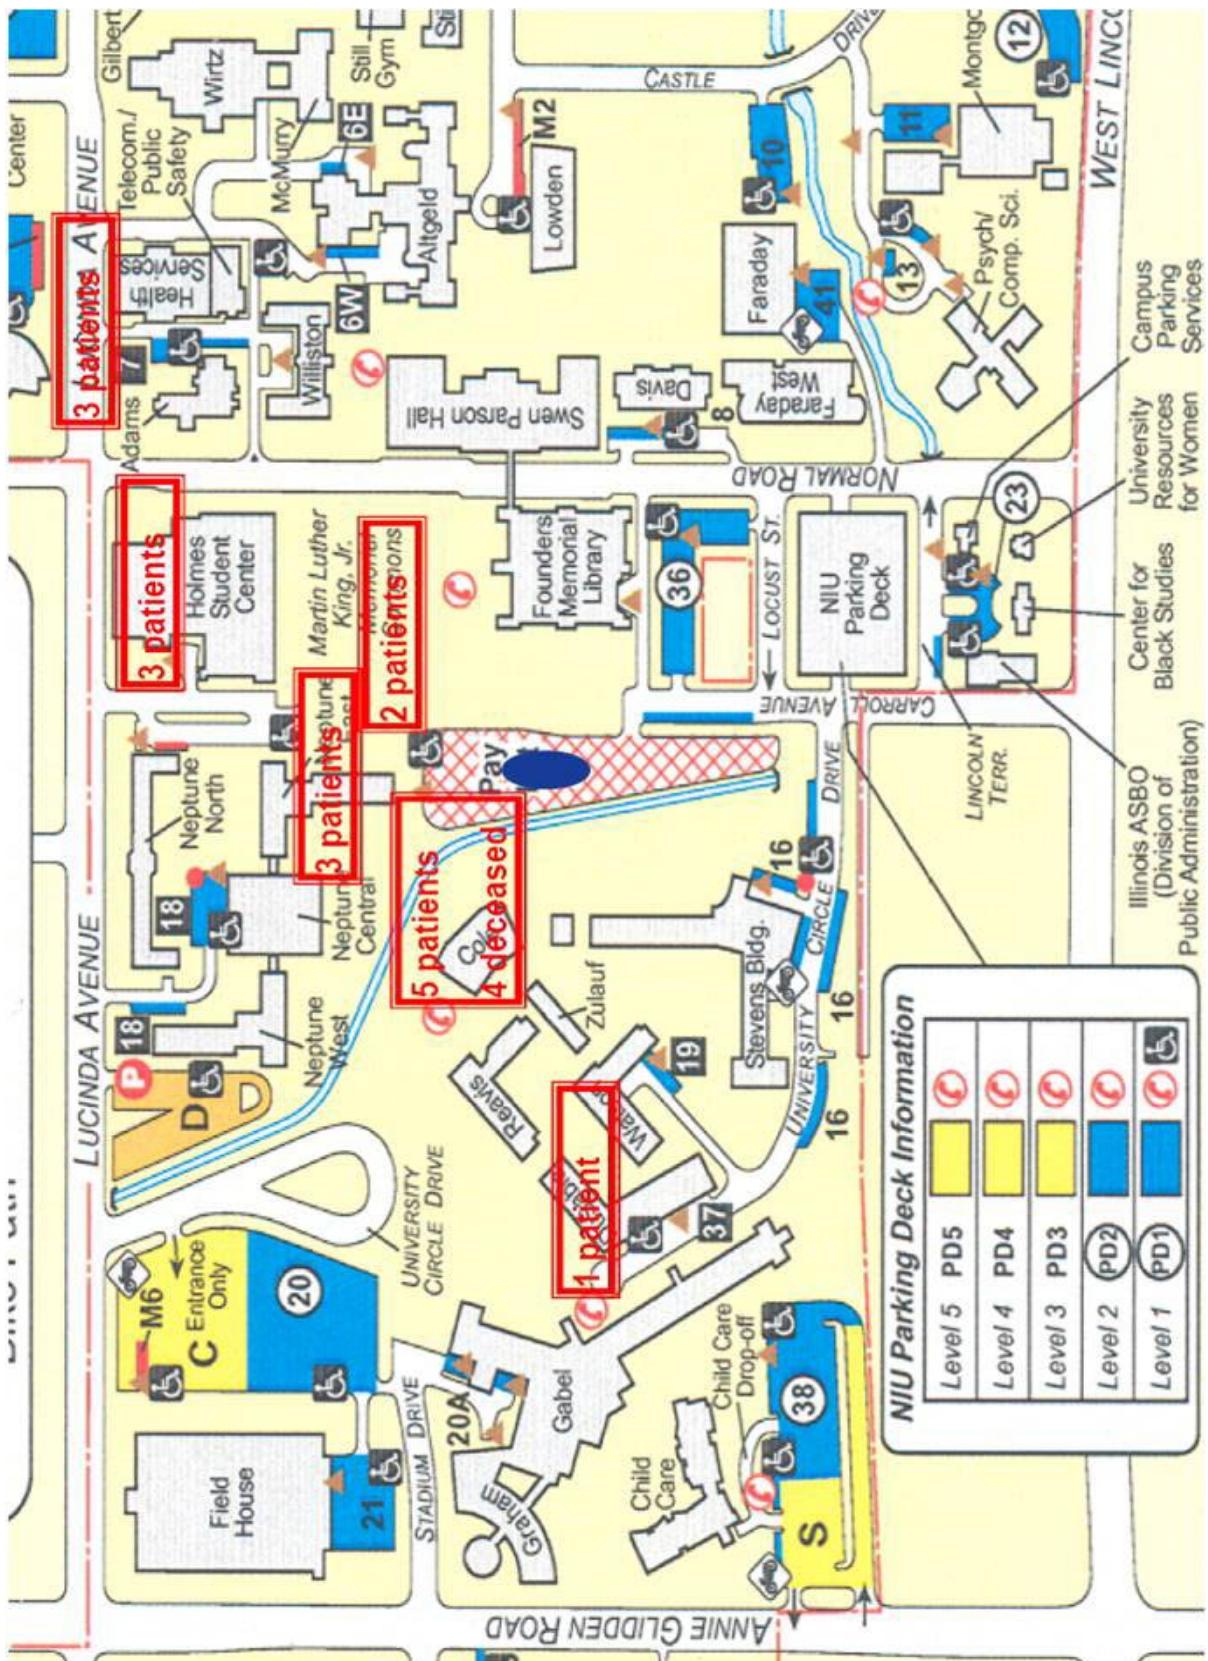 Center
AVENUE
Gilbert
Wirtz
Still
Gym
Telecom./
Public
Safety
McMurry
6E
CASTLE
DRIVE
Montgo
12
WEST LINCO
M2
Lowden
Altgeld
6W
Health
Services
3 patients
7
Adams
Williston
10
11
Faraday
41
13
Psych/
Comp. Sci.
Swen Parson Hall
Davis
8
Faraday
West
NORMAL ROAD
Campus
Parking
Services
University
Resources
for Women
23
Center for
Black Studies
Illinois ASBO
(Division of
Public Administration)
3 patients
Holmes
Student
Center
Martin Luther
King, Jr.
Memorial
Commons
2 patients
Founders
Memorial
Library
36
LOCUST ST.
NIU
Parking
Deck
CARROLL AVENUE
LINCOLN
TERR.
LUCINDA AVENUE
Neptune
North
Neptune
East
3 patients
Pay
18
Neptune
Central
5 patients
4 deceased
Cole
18
Neptune
West
Zulauf
Stevens Bldg.
16
UNIVERSITY CIRCLE DRIVE
16
16
P
D
Reavis
19
1 patient
37
UNIVERSITY
CIRCLE DRIVE
M6
Entrance
Only
C
20
20A
Gabel
Child Care
Drop-off
38
Field
House
21
STADIUM DRIVE
Graham
Child
Care
S
ANNIE GLIDDEN ROAD
NIU Parking Deck Information
Level 5 PD5
Level 4 PD4
Level 3 PD3
Level 2 PD2
Level 1 PD1